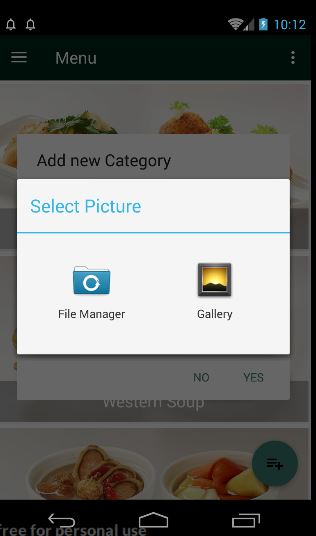 10:12
Menu
Add new Category
Select Picture
File Manager
Gallery
NO
YES
Western Soup
free for personal use